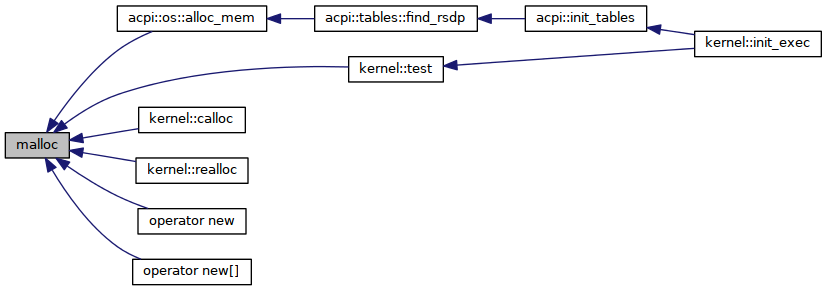 acpi::os::alloc_mem
acpi::tables::find_rsdp
acpi::init_tables
kernel::init_exec
kernel::test
kernel::calloc
malloc
kernel::realloc
operator new
operator new[]